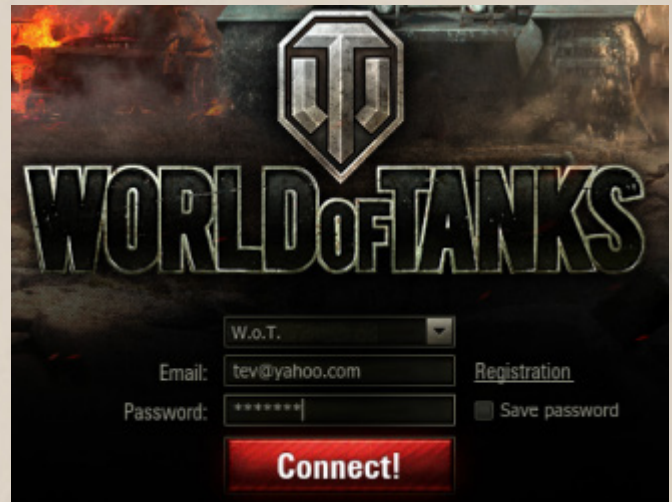 WORLD OF TANKS
W.o.T.
Email: tev@yahoo.com Registration
Password: ******* Save password
Connect!